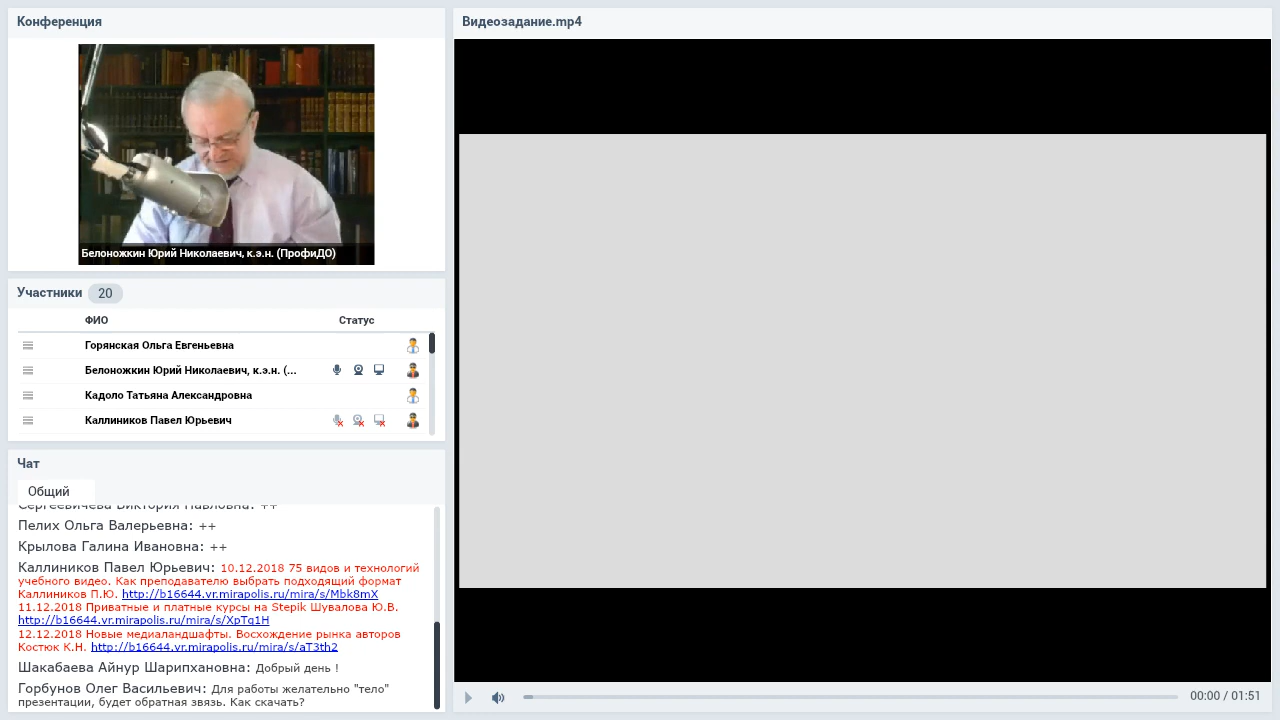 Конференция
Белоножкин Юрий Николаевич, к.э.н. (ПрофиДО)
Участники 20
ФИО Статус
Горянская Ольга Евгеньевна
Белоножкин Юрий Николаевич, к.э.н. (...
Кадоло Татьяна Александровна
Каллиников Павел Юрьевич
Чат
Общий
Сергеевичева Виктория Павловна: ++
Пелих Ольга Валерьевна: ++
Крылова Галина Ивановна: ++
Каллиников Павел Юрьевич: 10.12.2018 75 видов и технологий
учебного видео. Как преподавателю выбрать подходящий формат
Каллиников П.Ю. http://b16644.vr.mirapolis.ru/mira/s/Mbk8mX
11.12.2018 Приватные и платные курсы на Stepik Шувалова Ю.В.
http://b16644.vr.mirapolis.ru/mira/s/XpTq1H
12.12.2018 Новые медиаландшафты. Восхождение рынка авторов
Костюк К.Н. http://b16644.vr.mirapolis.ru/mira/s/aT3th2
Шакабаева Айнур Шарипхановна: Добрый день !
Горбунов Олег Васильевич: Для работы желательно "тело"
презентации, будет обратная звязь. Как скачать?
Видеозадание.mp4
00:00 / 01:51